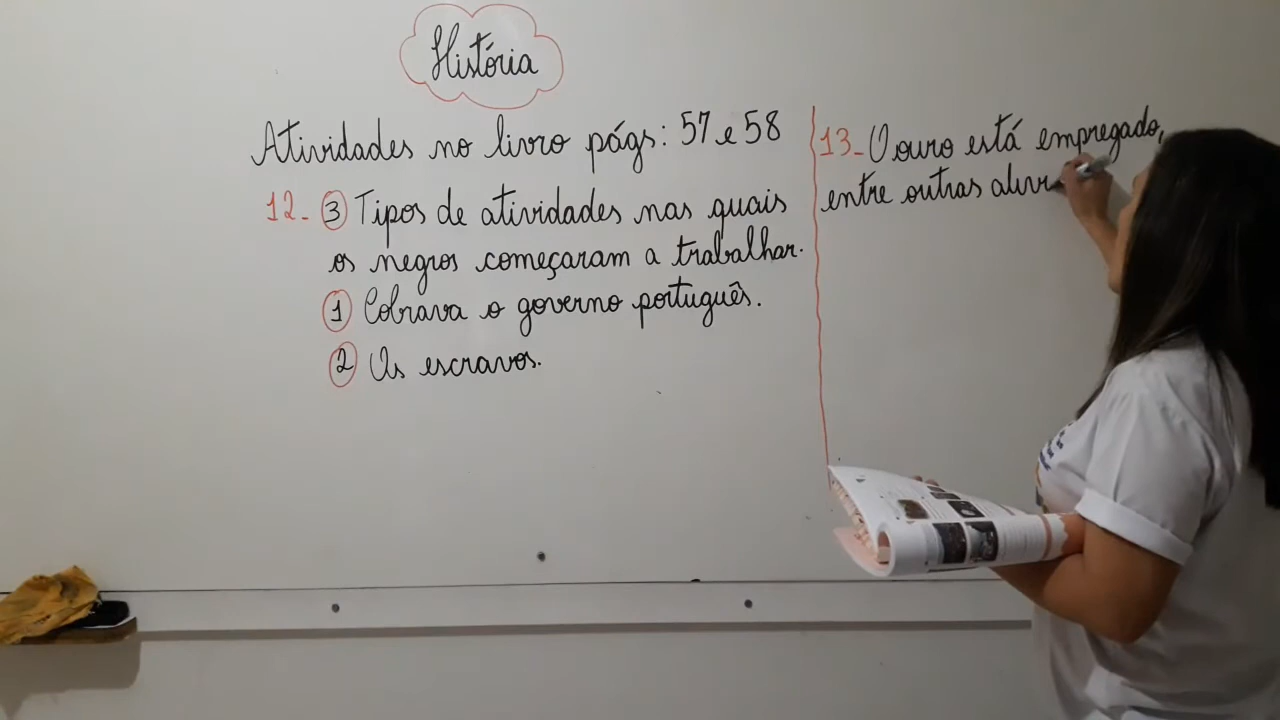 História
Atividades no livro págs: 57 e 58
12- 3 Tipos de atividades nas quais
os negros começaram a trabalhar.
1 Cobrava o governo português.
2 Os escravos.
13- O ouro está empregado,
entre outras